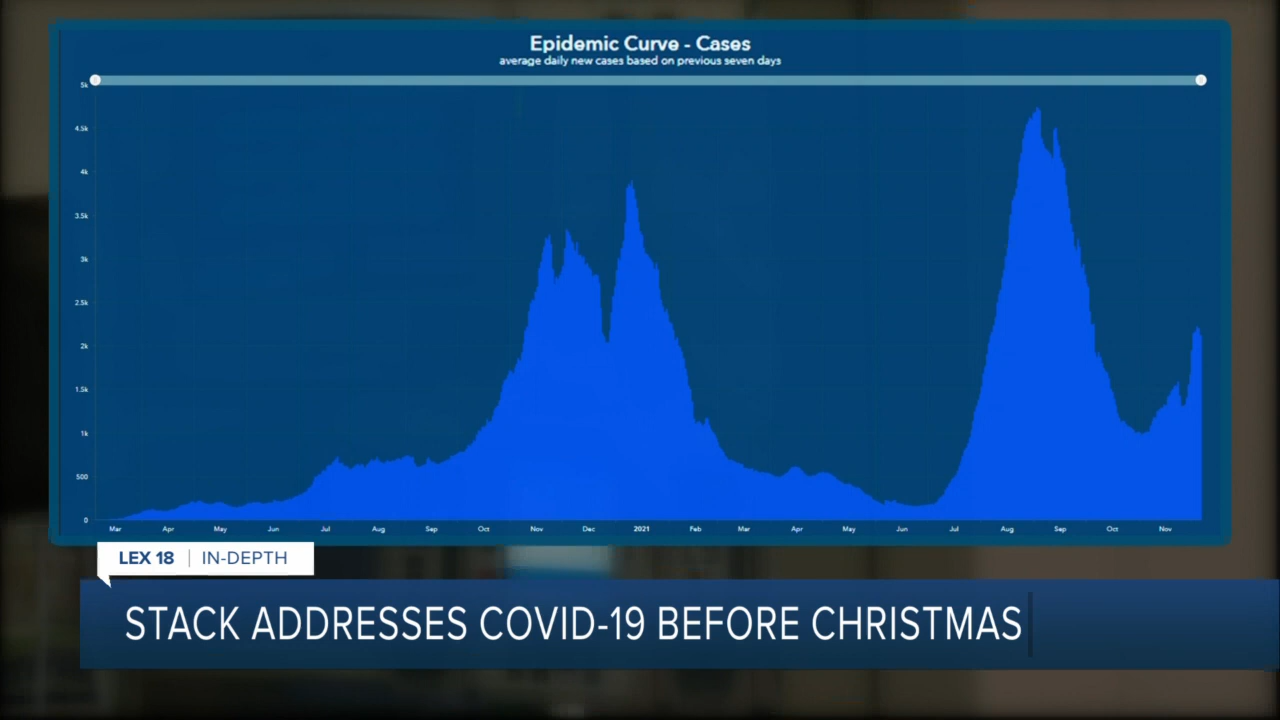 Epidemic Curve - Cases
average daily new cases based on previous seven days
5k
4.5k
4k
3.5k
3k
2.5k
2k
1.5k
1k
500
0
Mar Apr May Jun Jul Aug Sep Oct Nov Dec 2021 Feb Mar Apr May Jun Jul Aug Sep Oct Nov
LEX 18 | IN-DEPTH
STACK ADDRESSES COVID-19 BEFORE CHRISTMAS